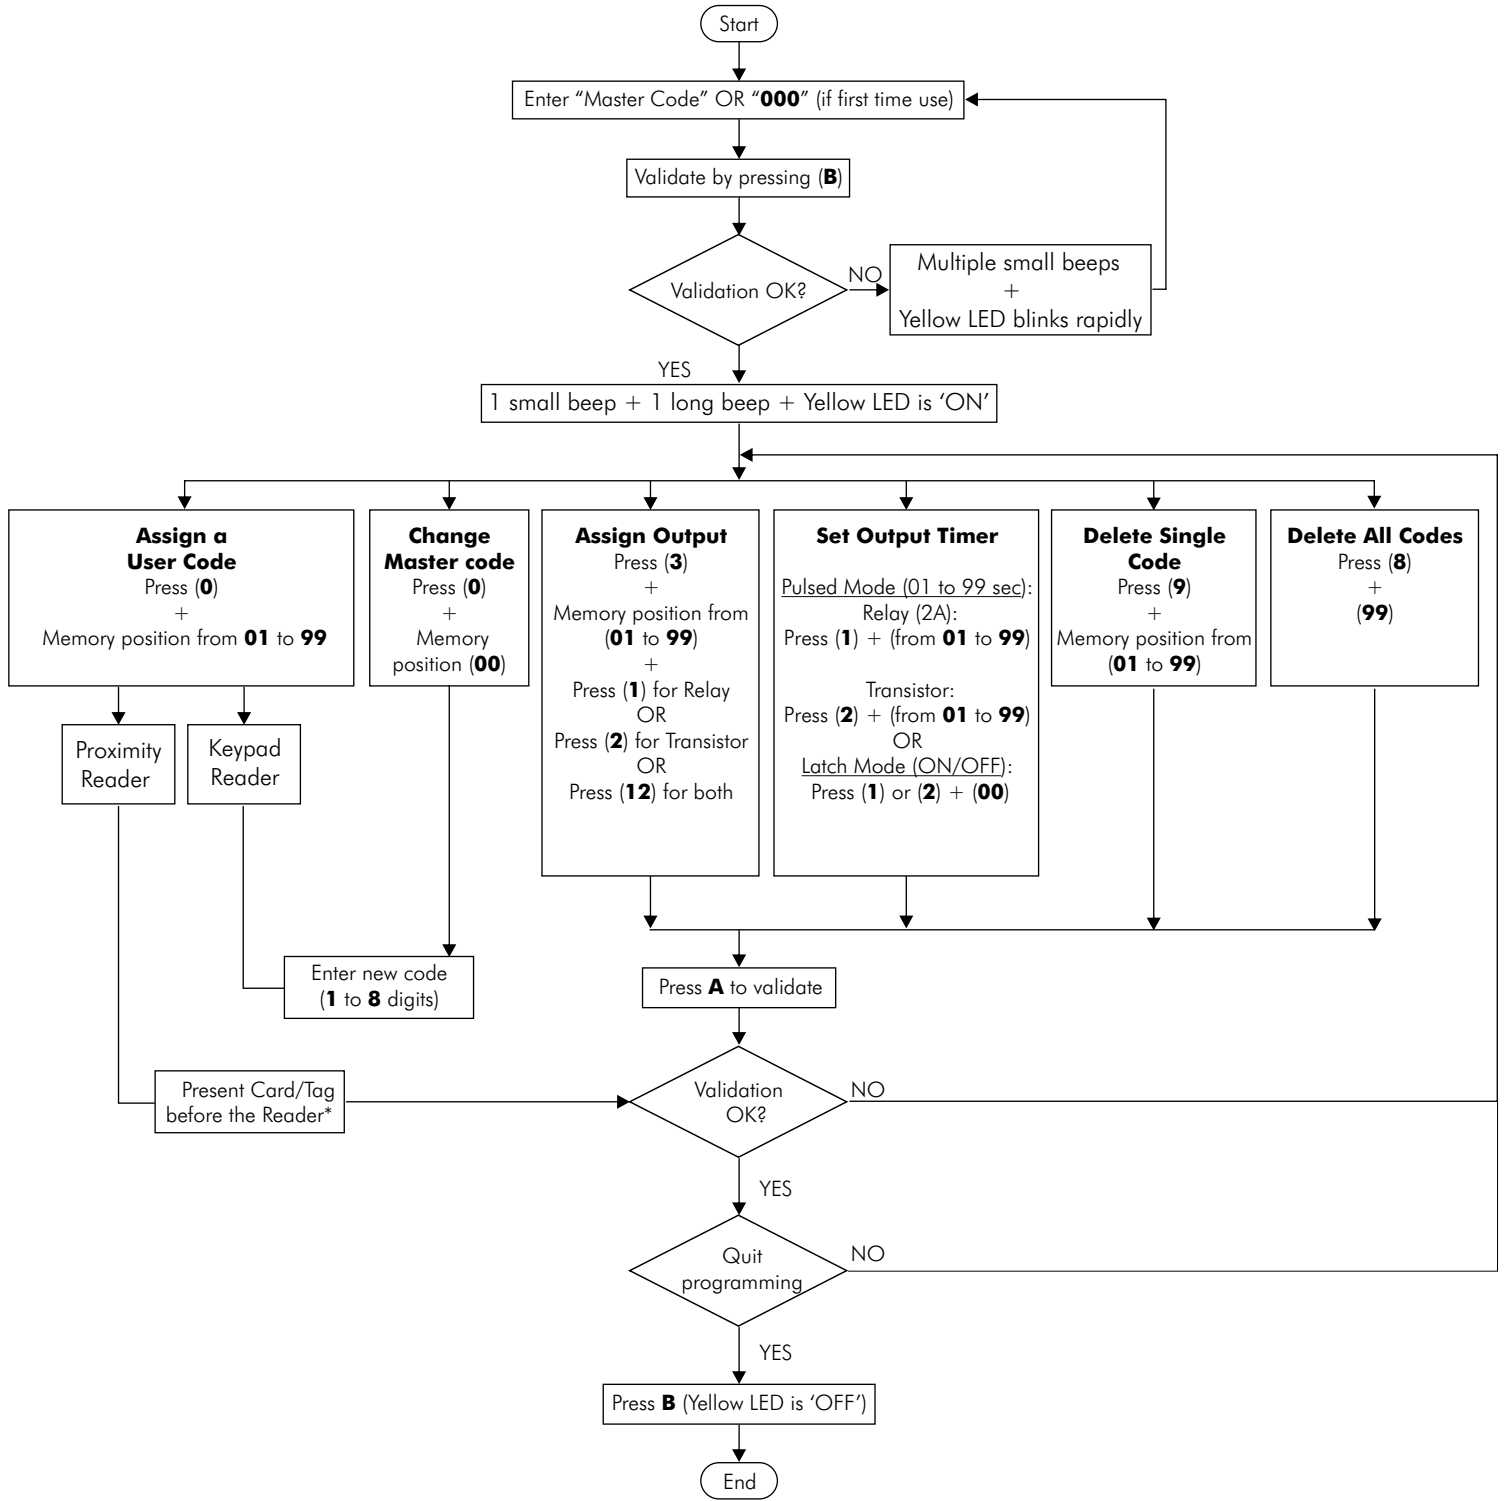 Start
Enter “Master Code” OR “000” (if first time use)
Validate by pressing (B)
Validation OK?
NO
Multiple small beeps
+
Yellow LED blinks rapidly
YES
1 small beep + 1 long beep + Yellow LED is ‘ON’
Assign a
User Code
Press (0)
+
Memory position from 01 to 99
Change
Master code
Press (0)
+
Memory
position (00)
Assign Output
Press (3)
+
Memory position from
(01 to 99)
+
Press (1) for Relay
OR
Press (2) for Transistor
OR
Press (12) for both
Set Output Timer
Pulsed Mode (01 to 99 sec):
Relay (2A):
Press (1) + (from 01 to 99)
Transistor:
Press (2) + (from 01 to 99)
OR
Latch Mode (ON/OFF):
Press (1) or (2) + (00)
Delete Single
Code
Press (9)
+
Memory position from
(01 to 99)
Delete All Codes
Press (8)
+
(99)
Proximity
Reader
Keypad
Reader
Enter new code
(1 to 8 digits)
Press A to validate
Present Card/Tag
before the Reader*
Validation
OK?
NO
YES
Quit
programming
NO
YES
Press B (Yellow LED is ‘OFF’)
End